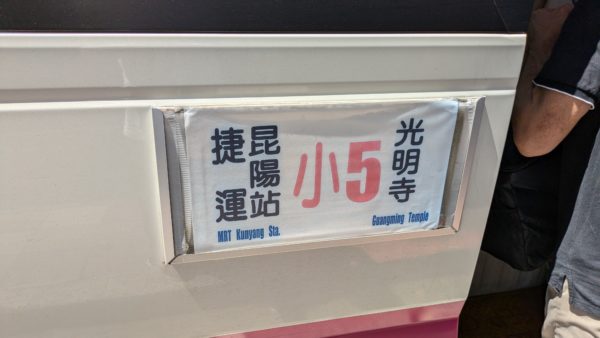 捷運
昆陽站
MRT Kunyang Sta.
小5
光明寺
Guangming Temple